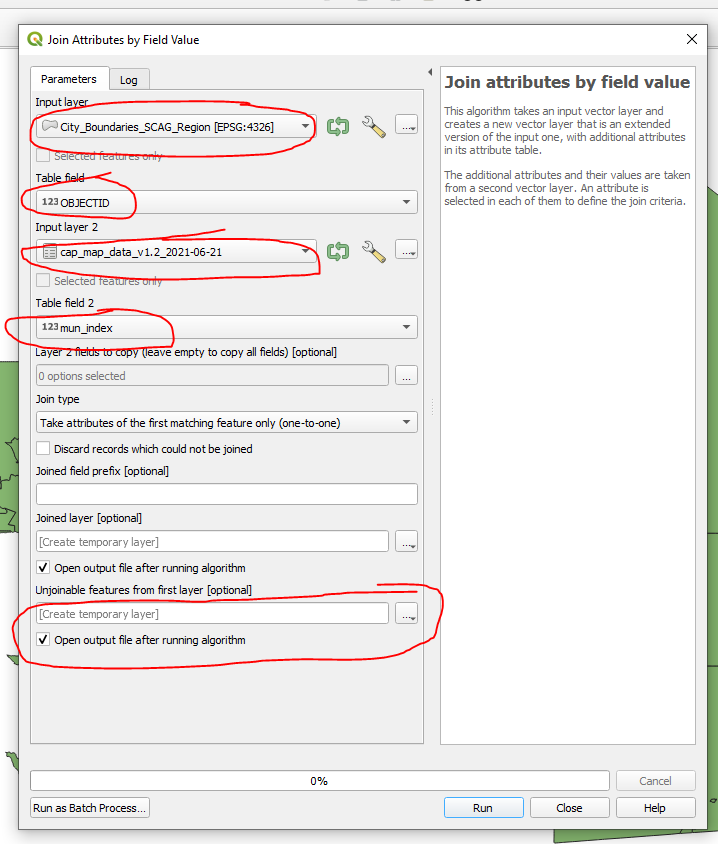 Join Attributes by Field Value
Parameters
Log
Input layer
City_Boundaries_SCAG_Region [EPSG:4326]
...
Selected features only
Table field
123 OBJECTID
Input layer 2
cap_map_data_v1.2_2021-06-21
...
Selected features only
Table field 2
123 mun_index
Layer 2 fields to copy (leave empty to copy all fields) [optional]
0 options selected
...
Join type
Take attributes of the first matching feature only (one-to-one)
Discard records which could not be joined
Joined field prefix [optional]
Joined layer [optional]
[Create temporary layer]
...
Open output file after running algorithm
Unjoinable features from first layer [optional]
[Create temporary layer]
...
Open output file after running algorithm
Join attributes by field value
This algorithm takes an input vector layer and
creates a new vector layer that is an extended
version of the input one, with additional attributes
in its attribute table.
The additional attributes and their values are taken
from a second vector layer. An attribute is
selected in each of them to define the join criteria.
0%
Cancel
Run as Batch Process...
Run
Close
Help